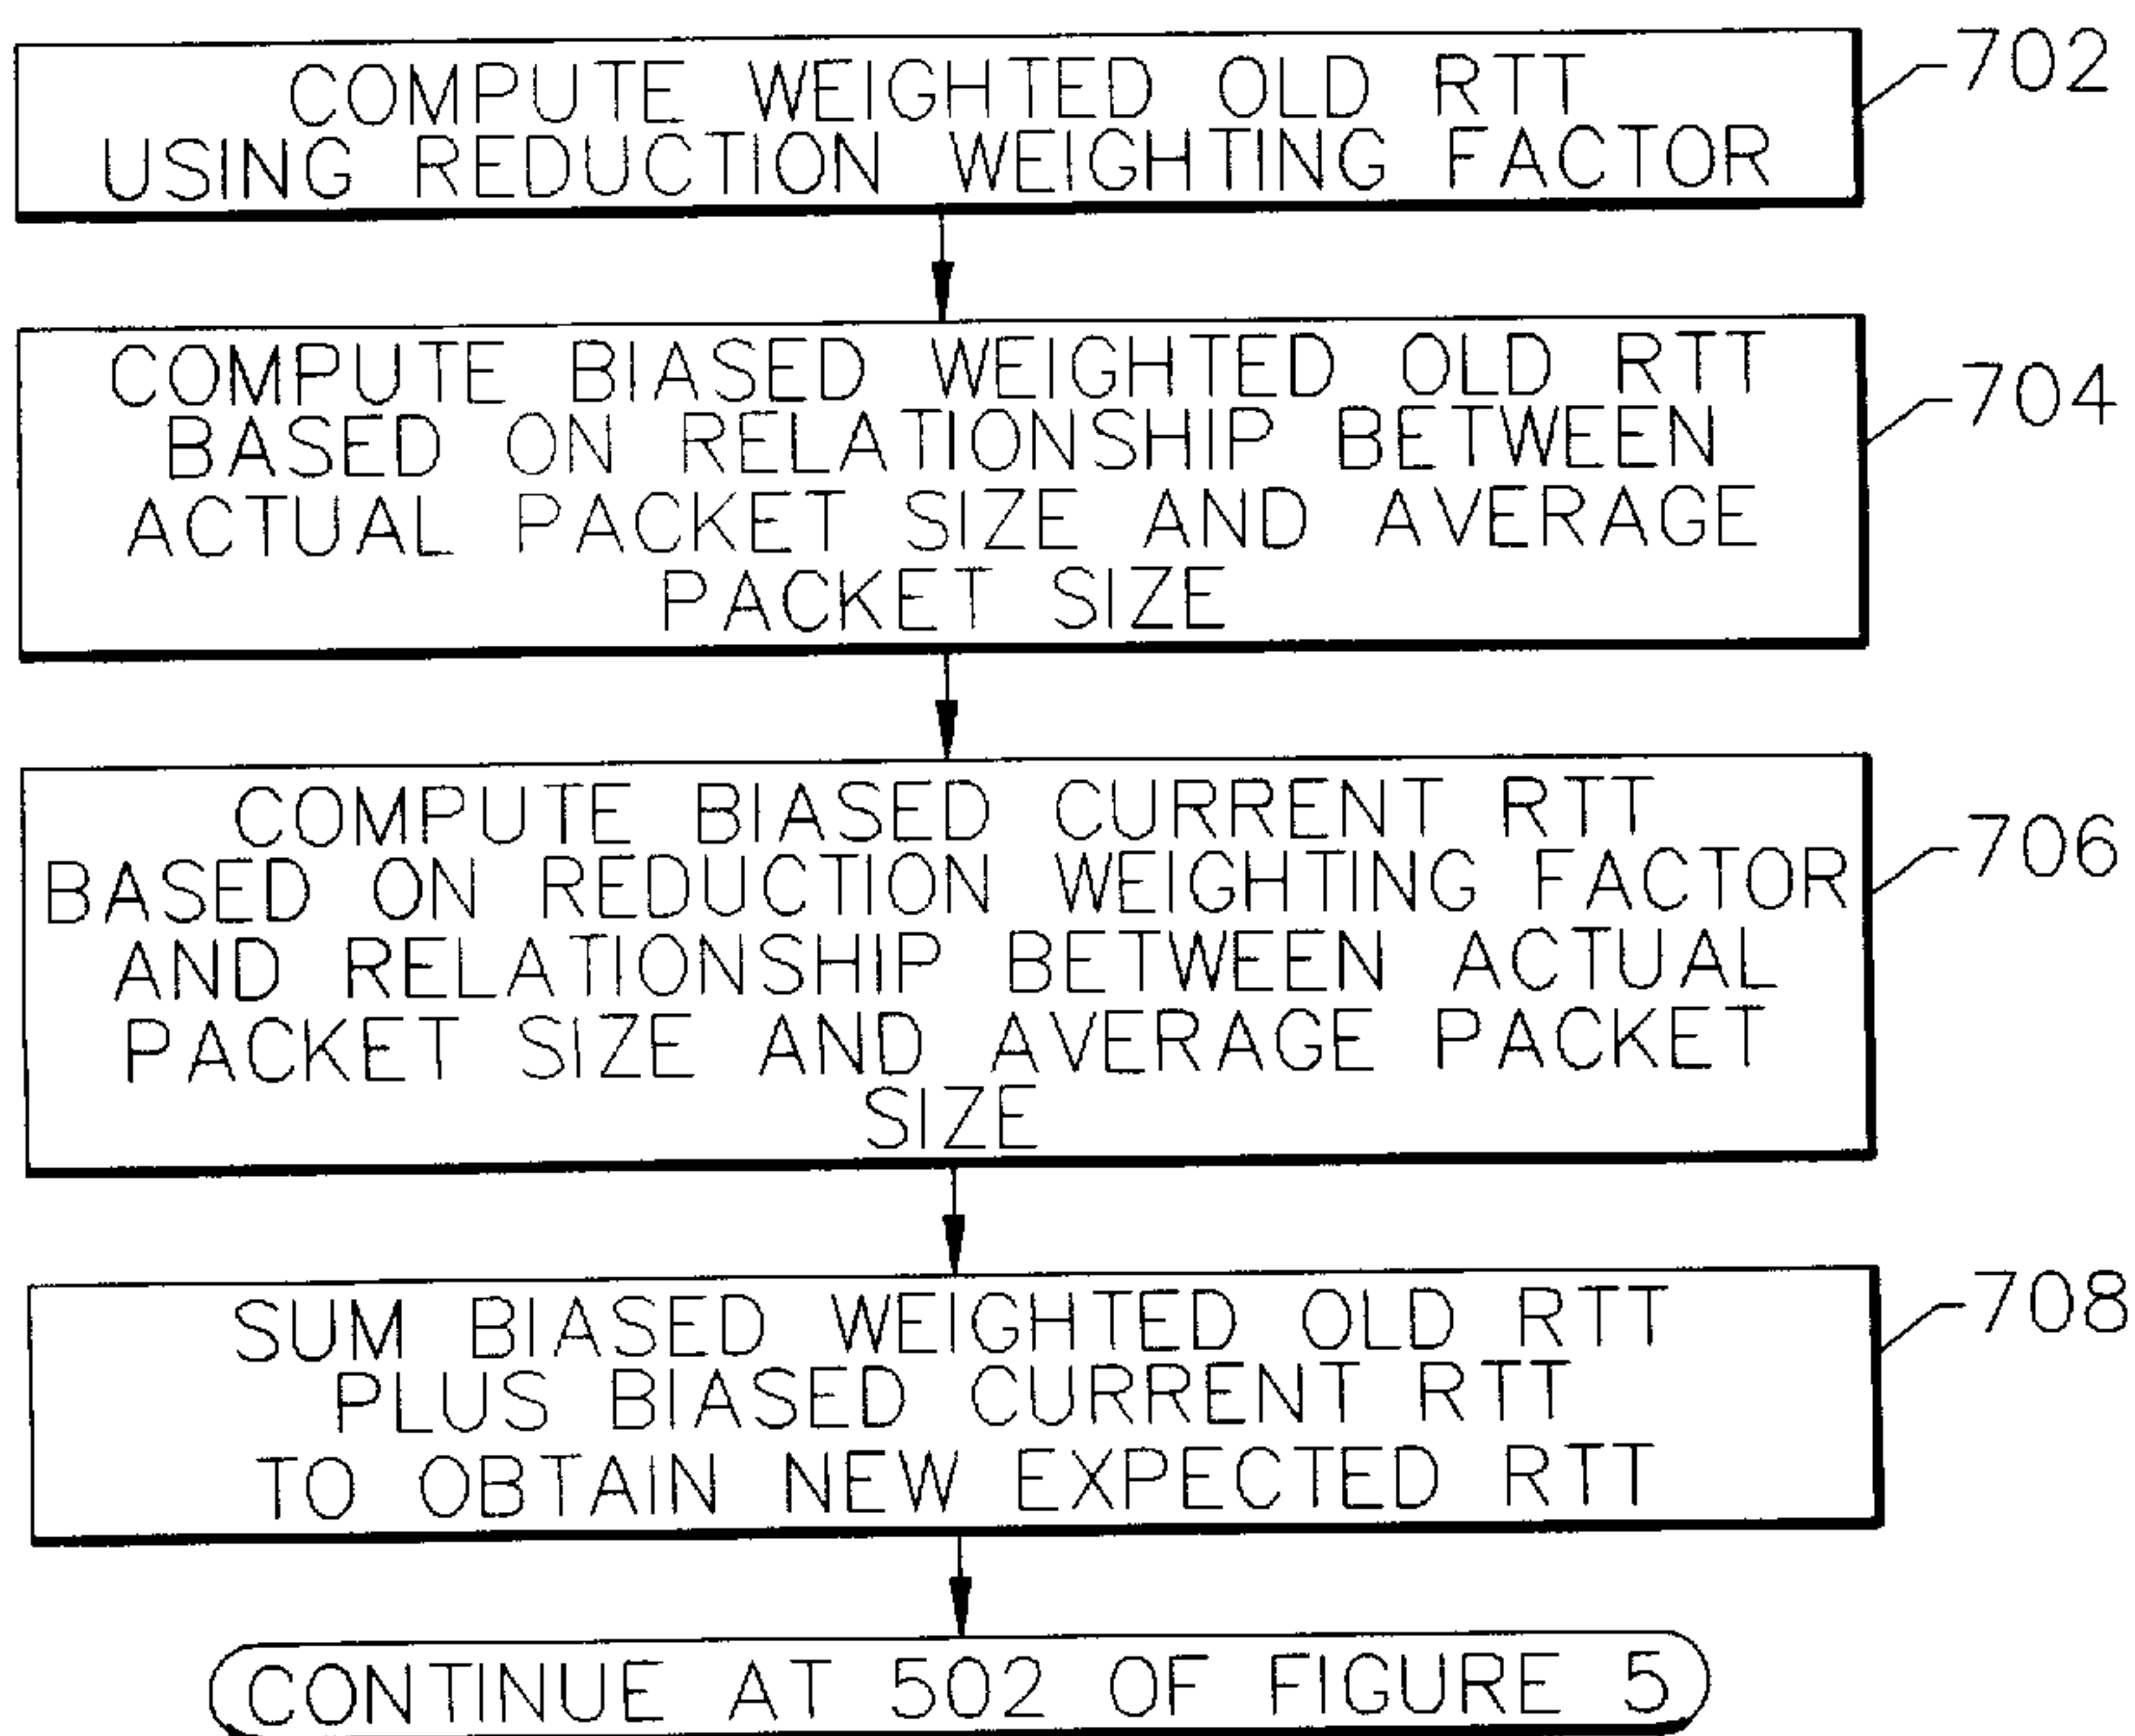 COMPUTE WEIGHTED OLD RTT
USING REDUCTION WEIGHTING FACTOR
702
COMPUTE BIASED WEIGHTED OLD RTT
BASED ON RELATIONSHIP BETWEEN
ACTUAL PACKET SIZE AND AVERAGE
PACKET SIZE
704
COMPUTE BIASED CURRENT RTT
BASED ON REDUCTION WEIGHTING FACTOR
AND RELATIONSHIP BETWEEN ACTUAL
PACKET SIZE AND AVERAGE PACKET
SIZE
706
SUM BIASED WEIGHTED OLD RTT
PLUS BIASED CURRENT RTT
TO OBTAIN NEW EXPECTED RTT
708
CONTINUE AT 502 OF FIGURE 5